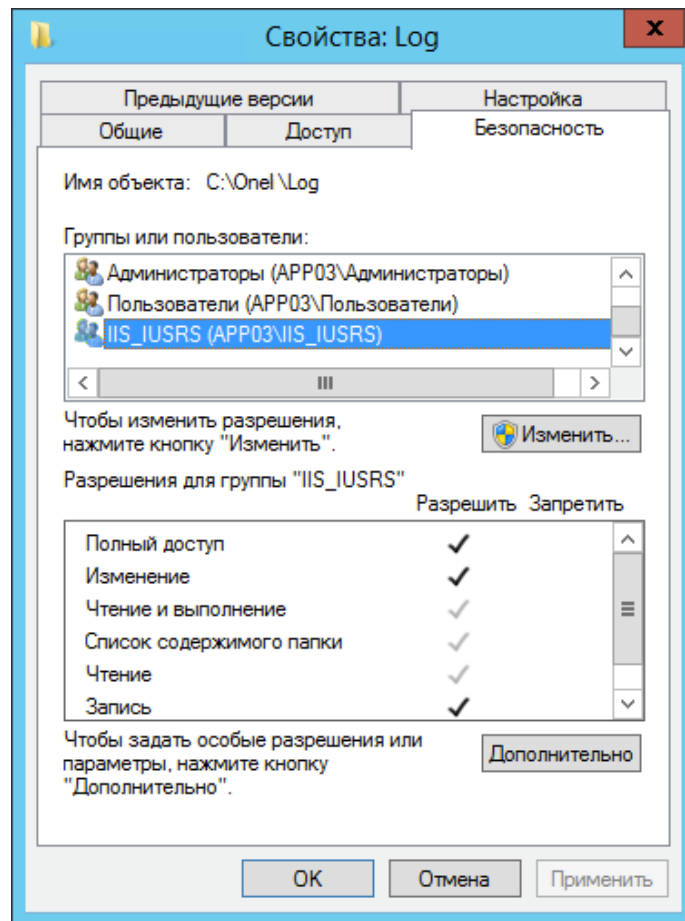 Свойства: Log
x
Предыдущие версии
Настройка
Общие
Доступ
Безопасность
Имя объекта: C:\Onel\Log
Группы или пользователи:
Администраторы (APP03\Администраторы)
Пользователи (APP03\Пользователи)
IIS_IUSRS (APP03\IIS_IUSRS)
Чтобы изменить разрешения,
нажмите кнопку "Изменить".
Изменить...
Разрешения для группы "IIS_IUSRS"
Разрешить Запретить
Полный доступ
Изменение
Чтение и выполнение
Список содержимого папки
Чтение
Запись
Чтобы задать особые разрешения или
параметры, нажмите кнопку
"Дополнительно".
Дополнительно
OK
Отмена
Применить